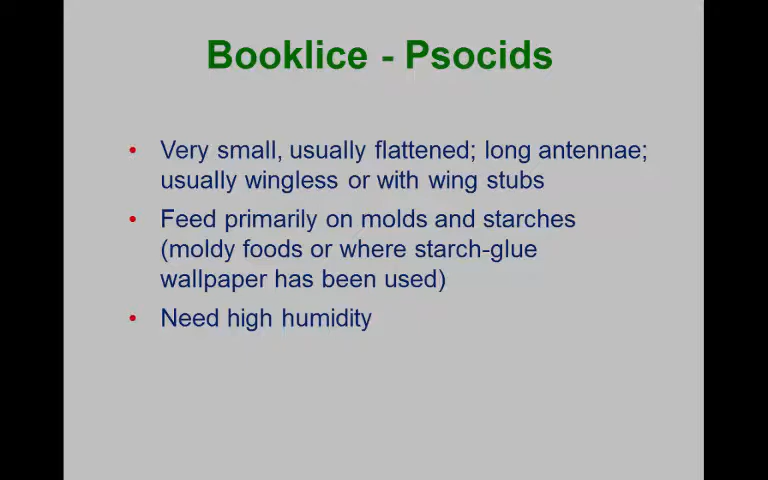 Booklice - Psocids
• Very small, usually flattened; long antennae;
usually wingless or with wing stubs
• Feed primarily on molds and starches
(moldy foods or where starch-glue
wallpaper has been used)
• Need high humidity